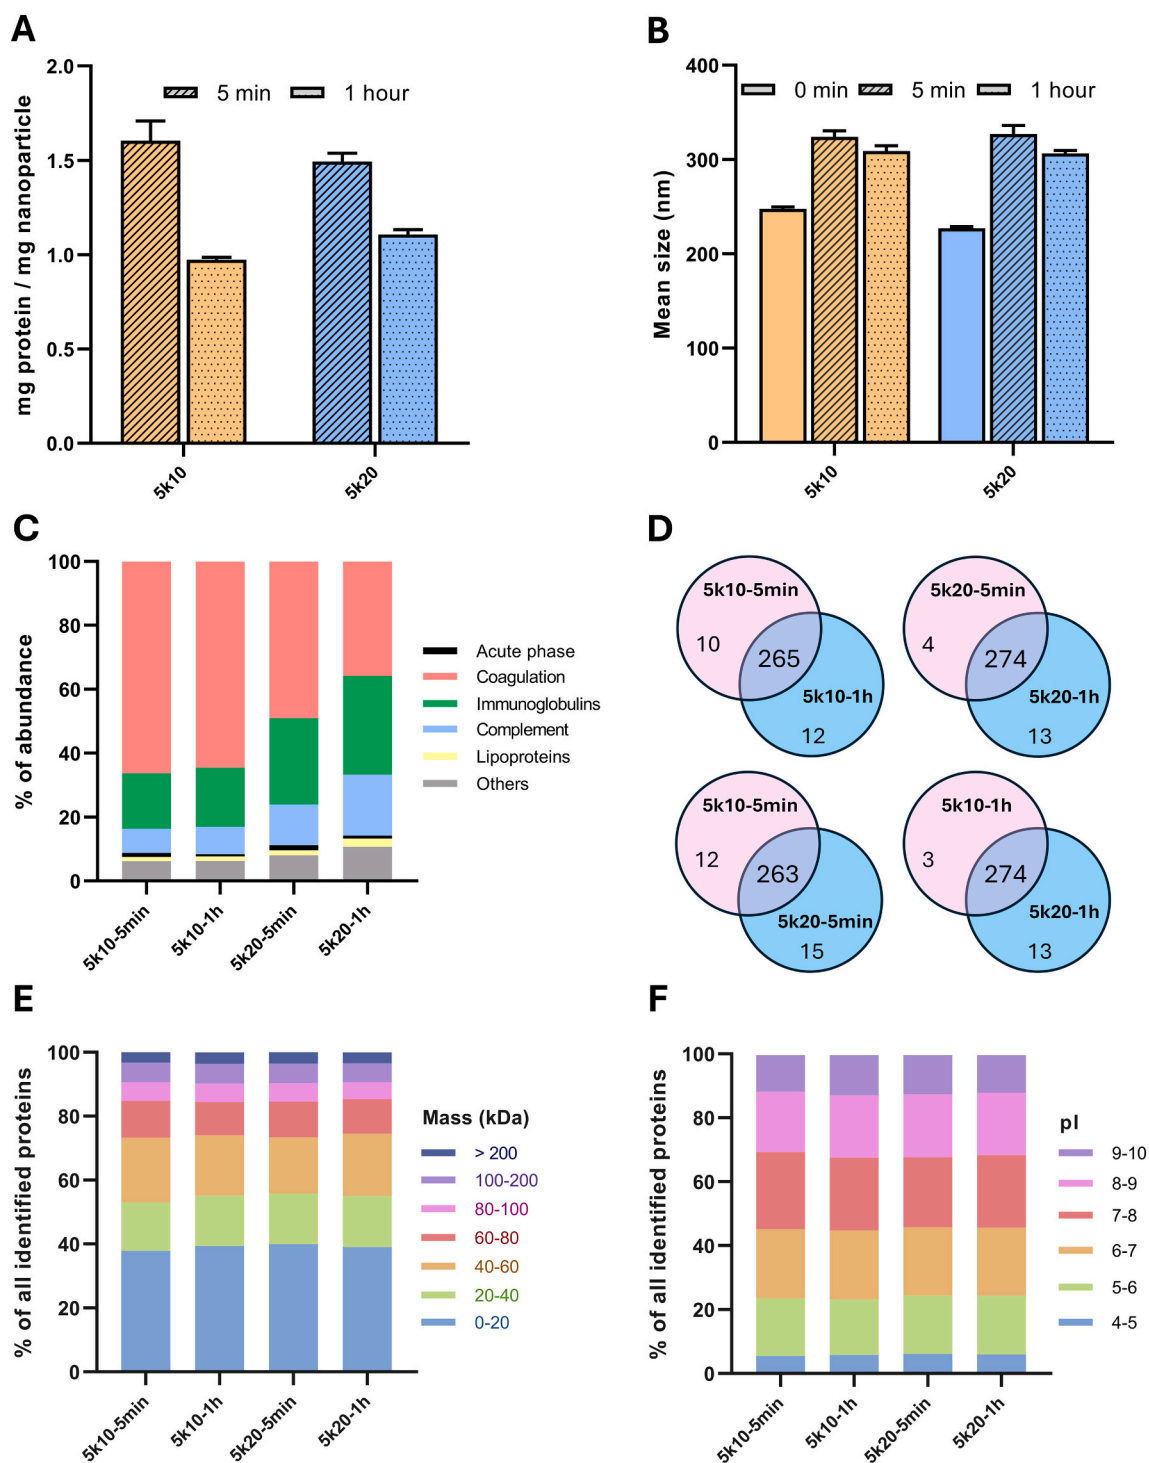 A
mg protein / mg nanoparticle
2.0
1.5
1.0
0.5
0.0
5 min
1 hour
5k10
5k20
B
Mean size (nm)
400
300
200
100
0
0 min
5 min
1 hour
5k10
5k20
C
% of abundance
100
80
60
40
20
0
5k10-5min
5k10-1h
5k20-5min
5k20-1h
Acute phase
Coagulation
Immunoglobulins
Complement
Lipoproteins
Others
D
5k10-5min
10
265
5k10-1h
12
5k20-5min
4
274
5k20-1h
13
5k10-5min
12
263
5k20-5min
15
5k10-1h
3
274
5k20-1h
13
E
% of all identified proteins
100
80
60
40
20
0
5k10-5min
5k10-1h
5k20-5min
5k20-1h
Mass (kDa)
> 200
100-200
80-100
60-80
40-60
20-40
0-20
F
% of all identified proteins
100
80
60
40
20
0
5k10-5min
5k10-1h
5k20-5min
5k20-1h
pI
9-10
8-9
7-8
6-7
5-6
4-5